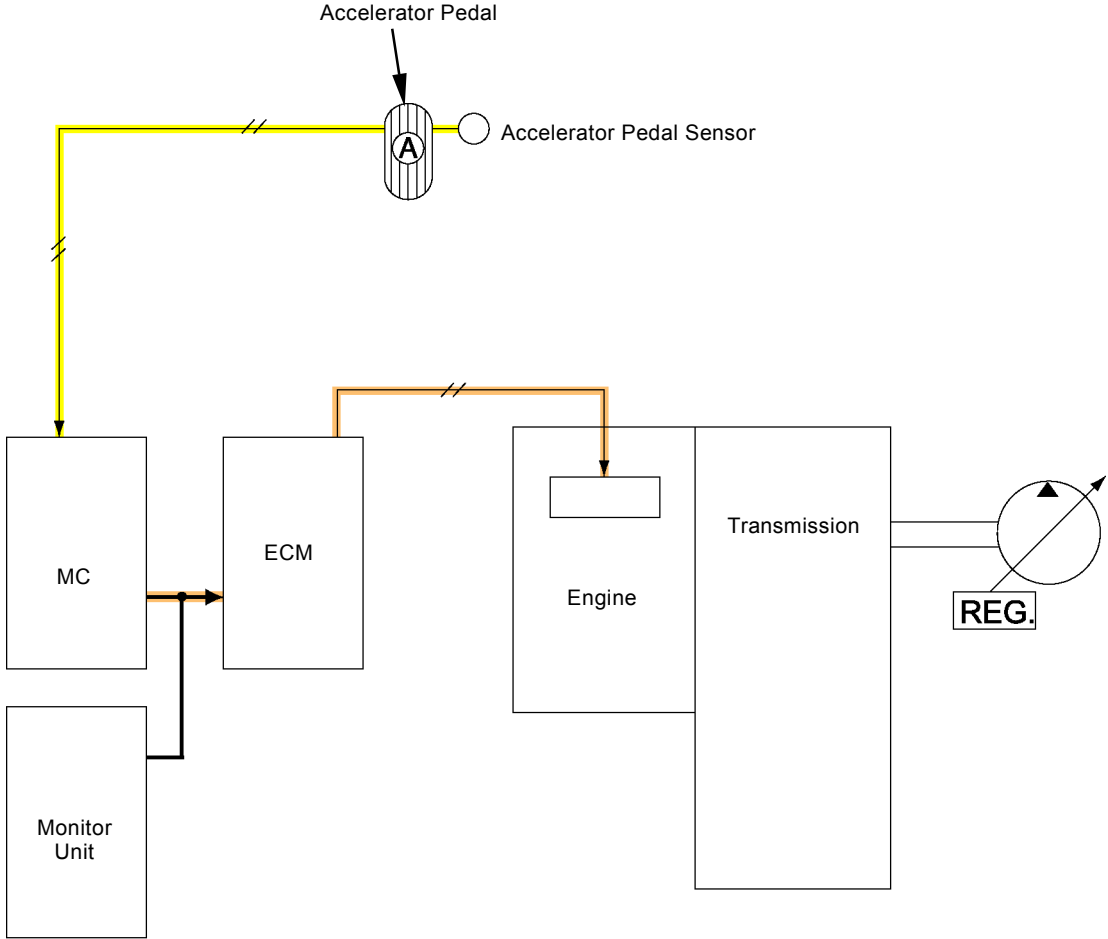 Accelerator Pedal
Accelerator Pedal Sensor
A
MC
ECM
Engine
Transmission
REG.
Monitor
Unit